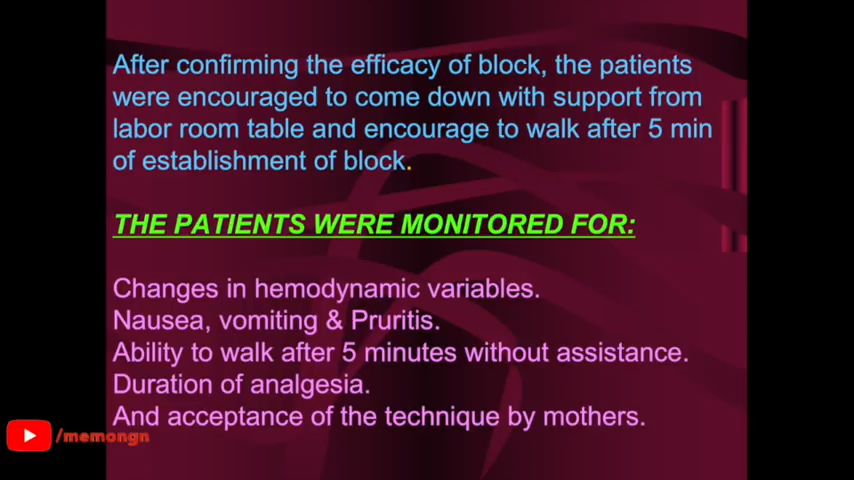 After confirming the efficacy of block, the patients
were encouraged to come down with support from
labor room table and encourage to walk after 5 min
of establishment of block.
THE PATIENTS WERE MONITORED FOR:
Changes in hemodynamic variables.
Nausea, vomiting & Pruritis.
Ability to walk after 5 minutes without assistance.
Duration of analgesia.
And acceptance of the technique by mothers.
/memongn